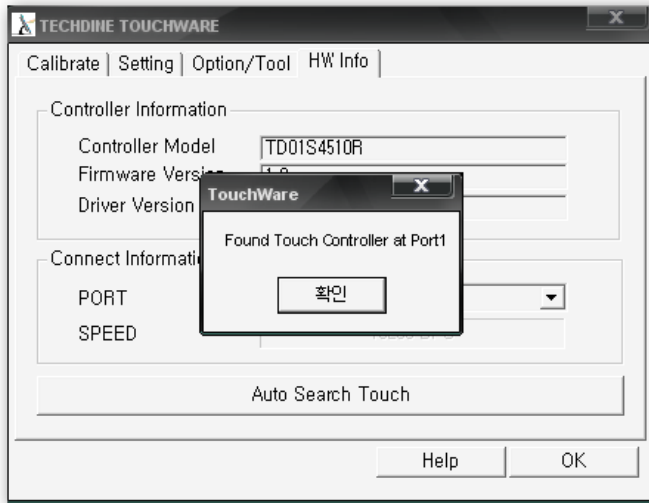 TECHDINE TOUCHWARE
Calibrate Setting Option/Tool HW Info
Controller Information
Controller Model TD01S4510R
Firmware Version
Driver Version
TouchWare
Found Touch Controller at Port1
확인
Connect Informati
PORT
SPEED
Auto Search Touch
Help OK